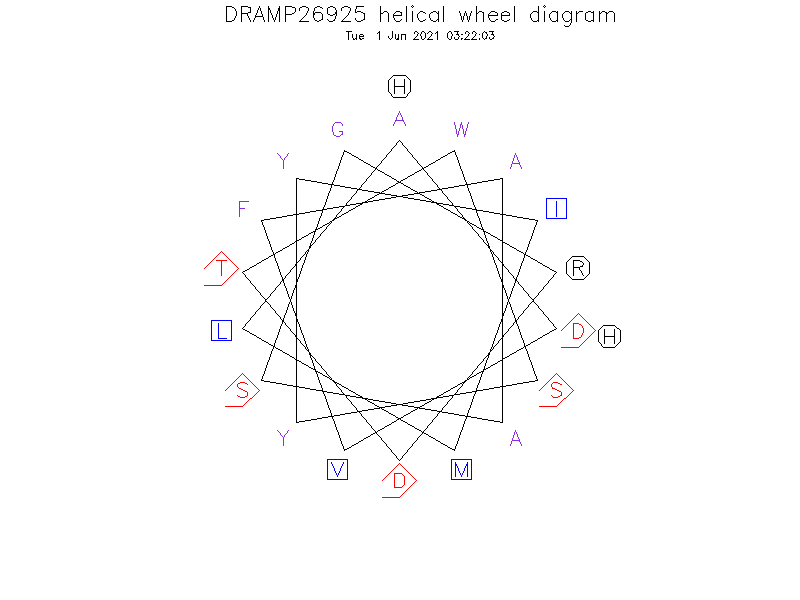 DRAMP26925 helical wheel diagram
Tue 1 Jun 2021 03:22:03
H
A
G W
Y A
F I
T R
L D H
S S
Y A
V M
D